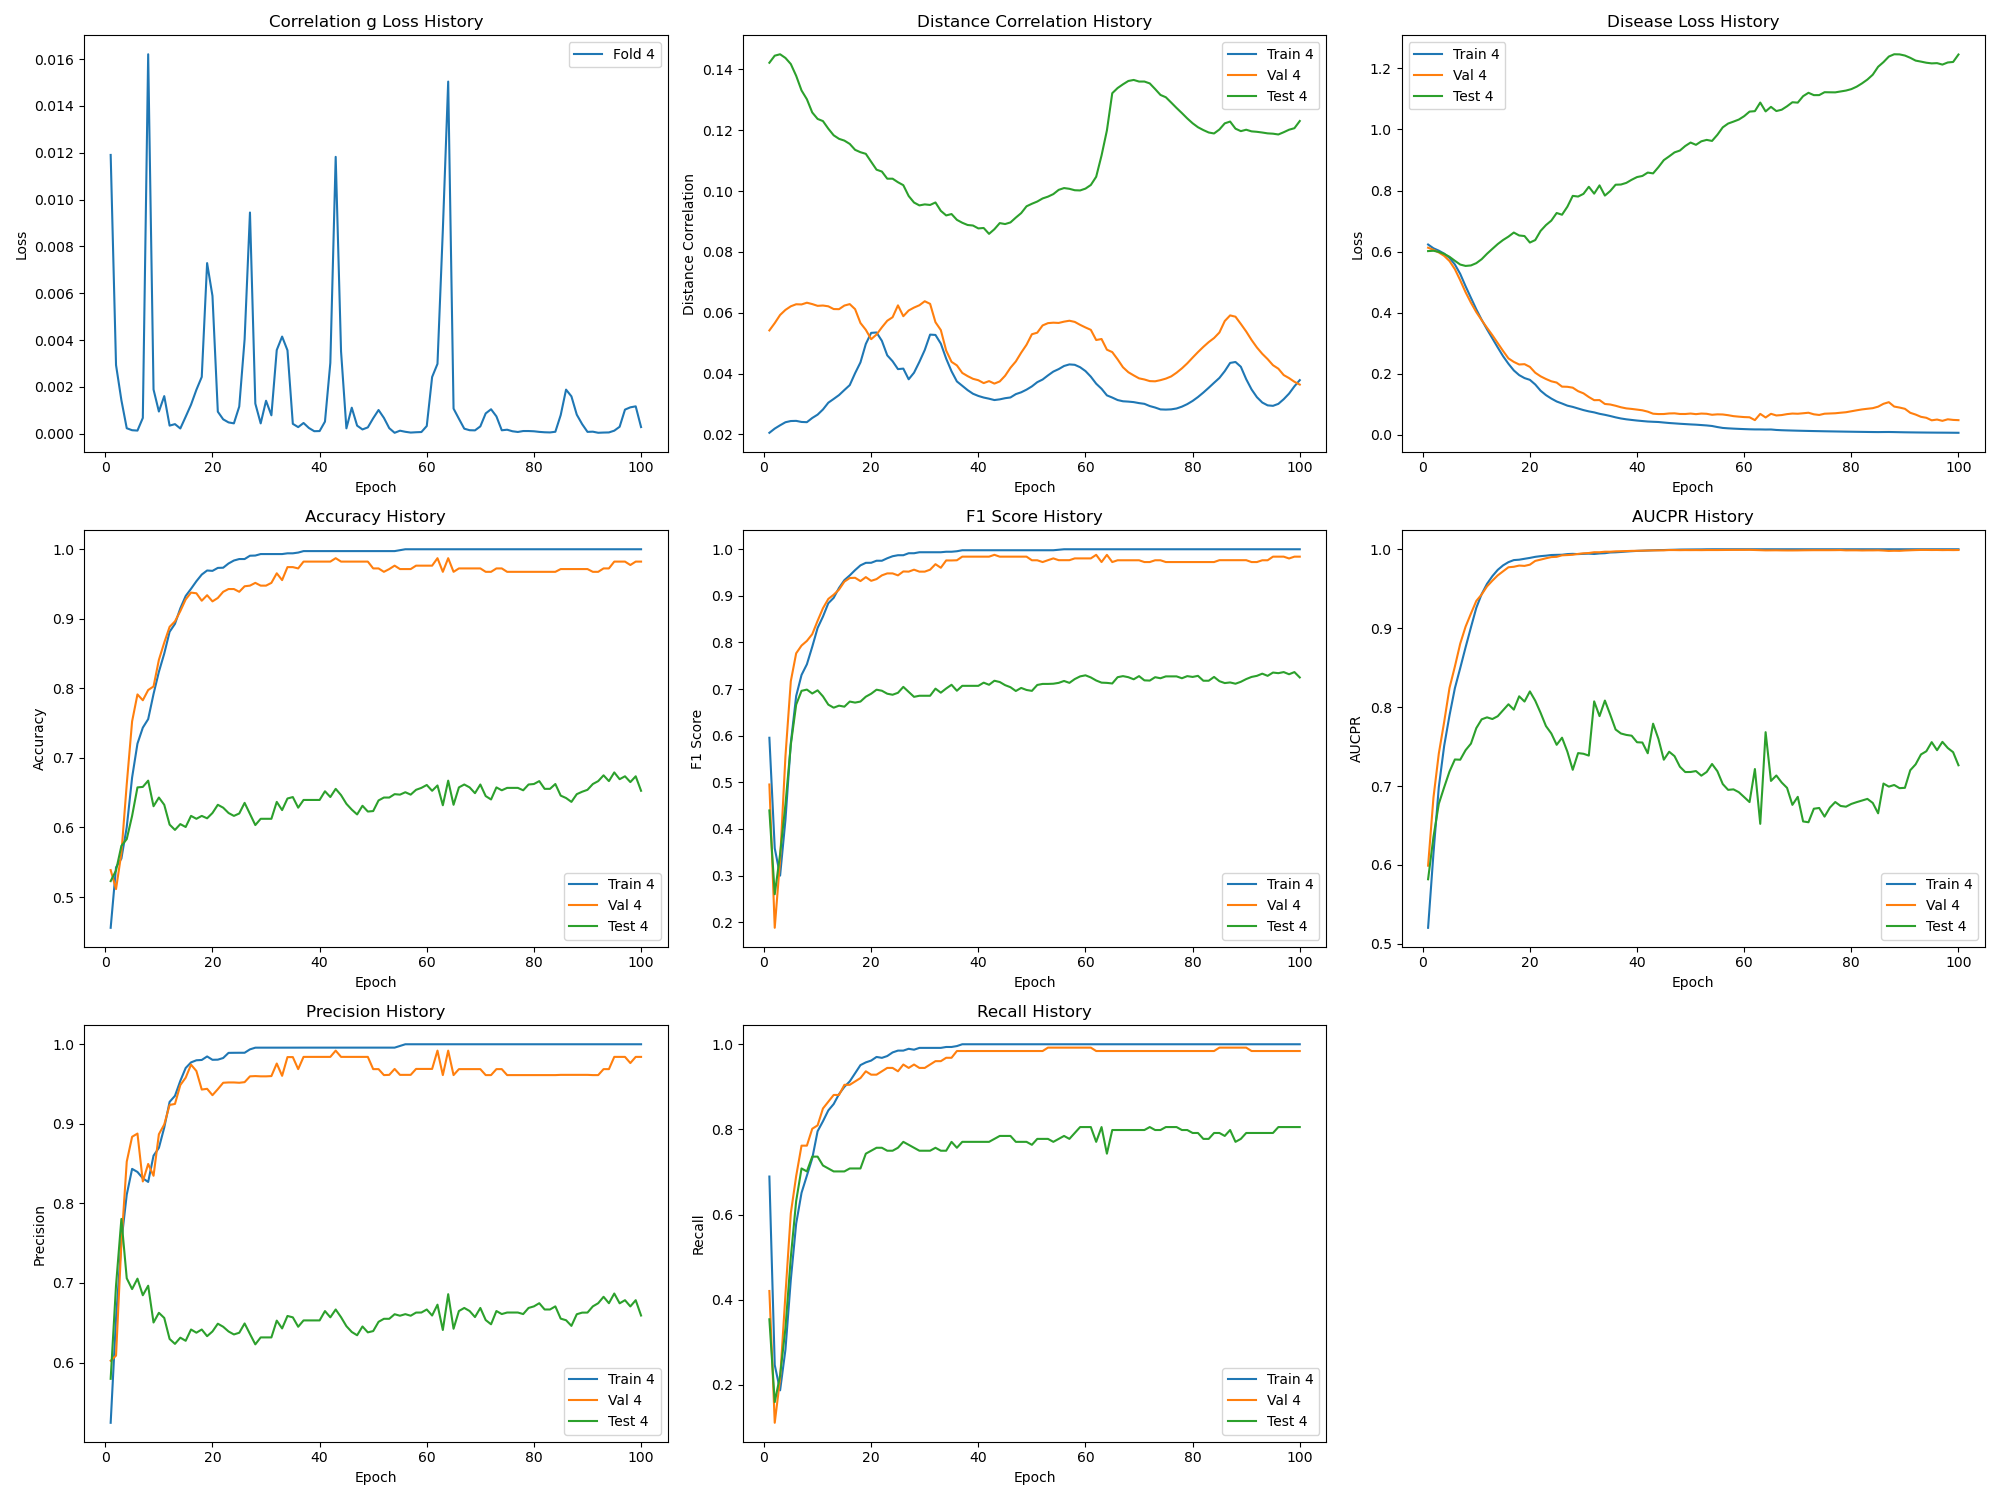 Correlation g Loss History
Loss
0.016
0.014
0.012
0.010
0.008
0.006
0.004
0.002
0.000
0 20 40 60 80 100
Epoch
Fold 4
Distance Correlation History
Distance Correlation
0.14
0.12
0.10
0.08
0.06
0.04
0.02
0 20 40 60 80 100
Epoch
Train 4
Val 4
Test 4
Disease Loss History
Loss
1.2
1.0
0.8
0.6
0.4
0.2
0.0
0 20 40 60 80 100
Epoch
Train 4
Val 4
Test 4
Accuracy History
Accuracy
1.0
0.9
0.8
0.7
0.6
0.5
0 20 40 60 80 100
Epoch
Train 4
Val 4
Test 4
F1 Score History
F1 Score
1.0
0.9
0.8
0.7
0.6
0.5
0.4
0.3
0.2
0 20 40 60 80 100
Epoch
Train 4
Val 4
Test 4
AUCPR History
AUCPR
1.0
0.9
0.8
0.7
0.6
0.5
0 20 40 60 80 100
Epoch
Train 4
Val 4
Test 4
Precision History
Precision
1.0
0.9
0.8
0.7
0.6
0 20 40 60 80 100
Epoch
Train 4
Val 4
Test 4
Recall History
Recall
1.0
0.8
0.6
0.4
0.2
0 20 40 60 80 100
Epoch
Train 4
Val 4
Test 4